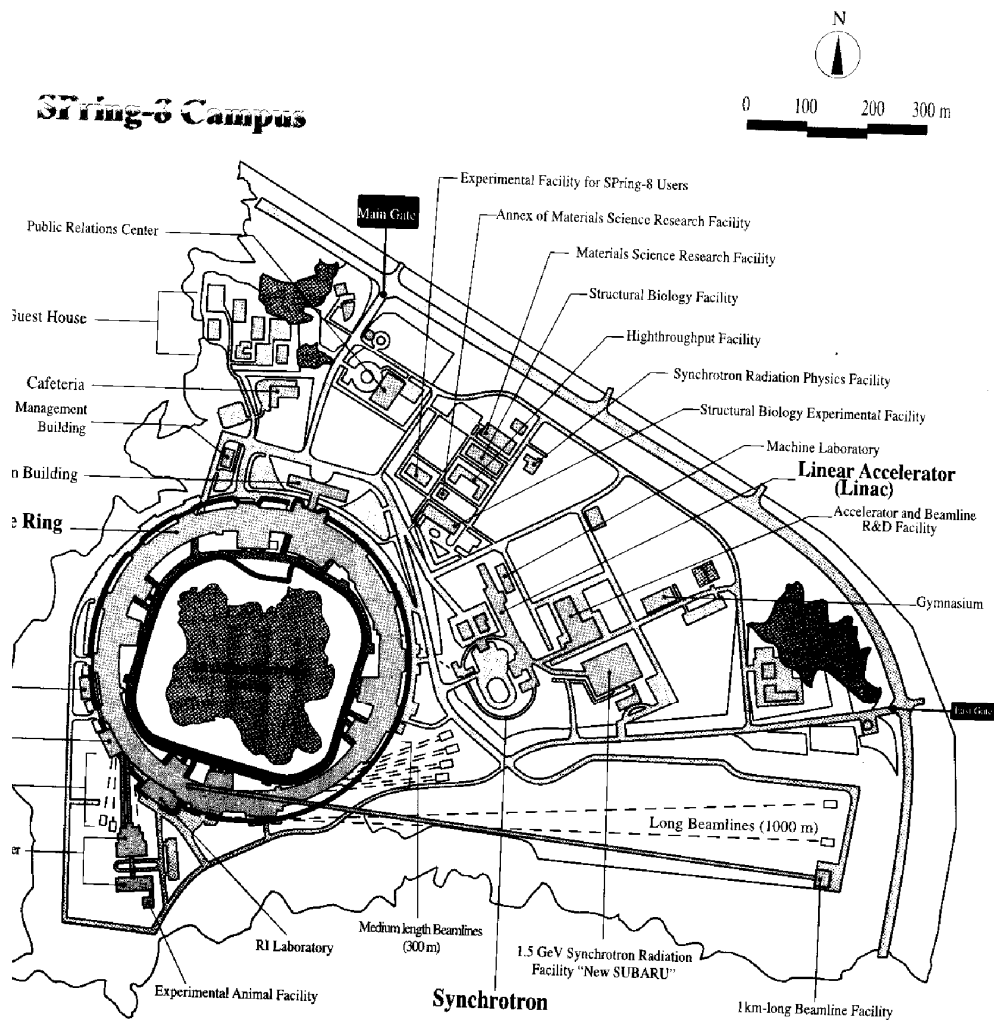 N
SPring-8 Campus
0 100 200 300 m
Experimental Facility for SPring-8 Users
Main Gate
Annex of Materials Science Research Facility
Public Relations Center
Materials Science Research Facility
Structural Biology Facility
Guest House
Highthroughput Facility
Synchrotron Radiation Physics Facility
Cafeteria
Management
Building
Structural Biology Experimental Facility
Machine Laboratory
n Building
Linear Accelerator
(Linac)
e Ring
Accelerator and Beamline
R&D Facility
Gymnasium
East Gate
Long Beamlines (1000 m)
er
Medium length Beamlines
(300 m)
RI Laboratory
1.5 GeV Synchrotron Radiation
Facility "New SUBARU"
Experimental Animal Facility
Synchrotron
1km-long Beamline Facility